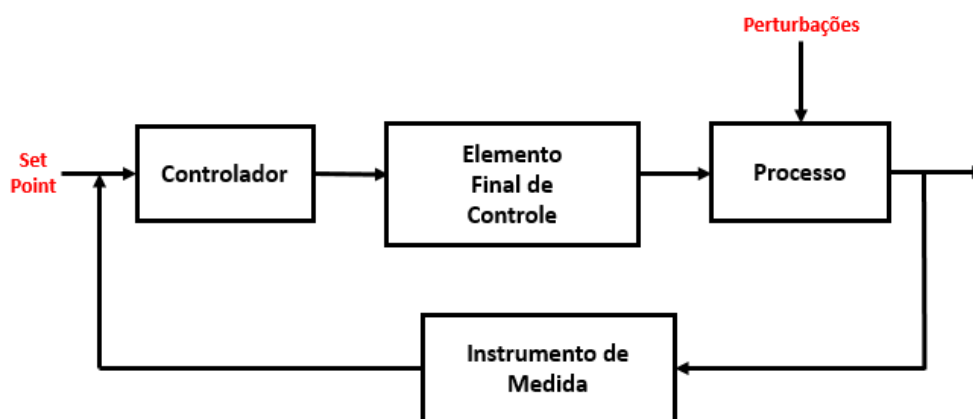 Perturbações
Set
Point
Controlador
Elemento
Final de
Controle
Processo
Instrumento de
Medida